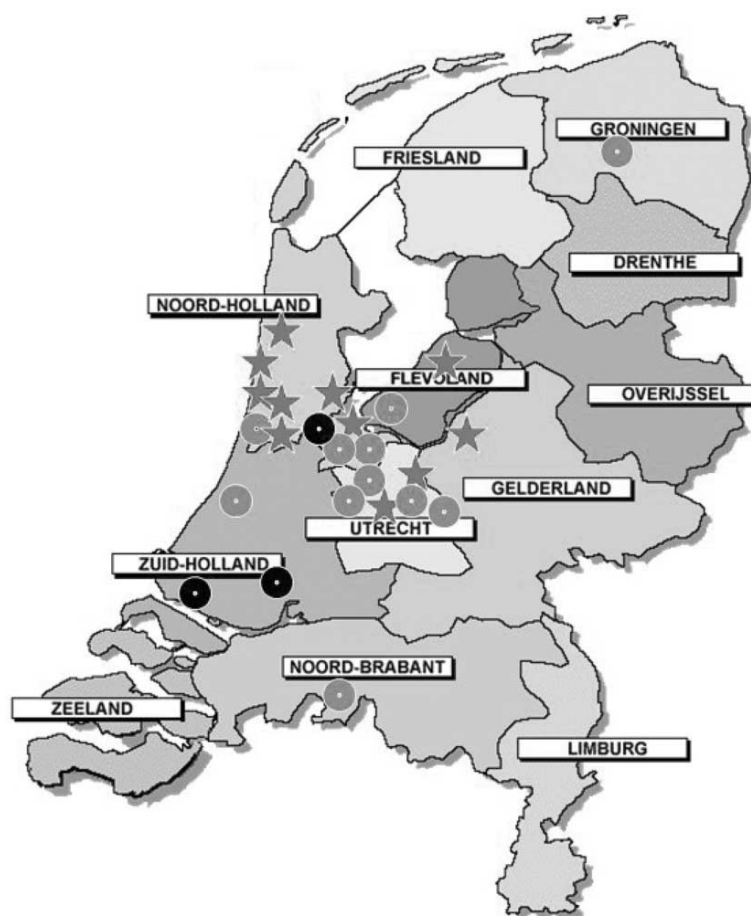 GRONINGEN
FRIESLAND
DRENTHE
NOORD-HOLLAND
FLEVOLAND
OVERIJSSEL
GELDERLAND
UTRECHT
ZUID-HOLLAND
NOORD-BRABANT
ZEELAND
LIMBURG